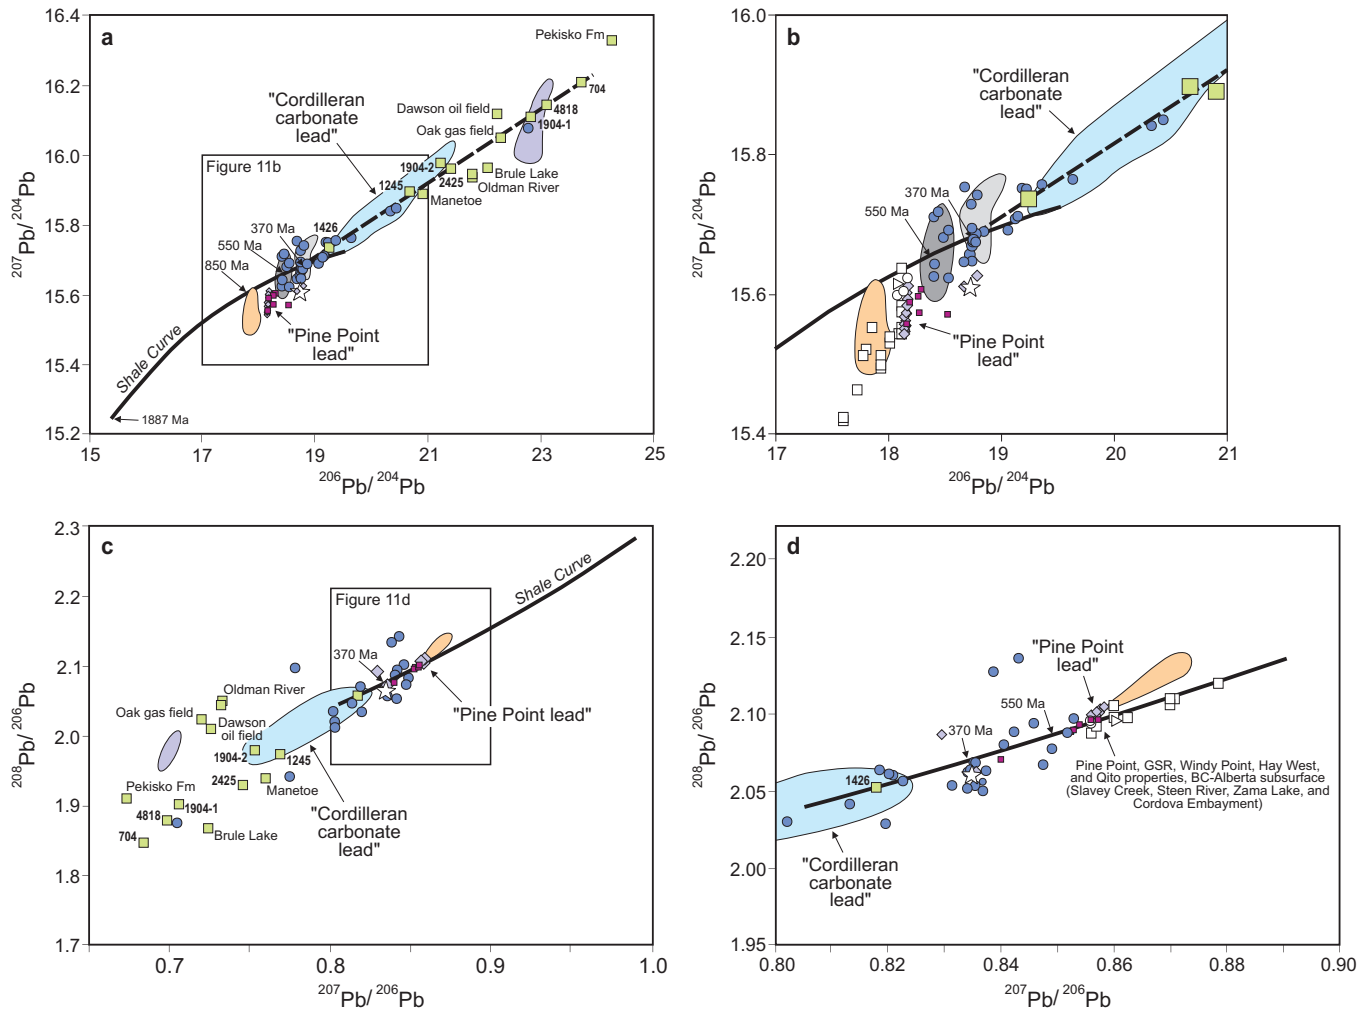 a
16.4
16.2
16.0
15.8
15.6
15.4
15.2
207Pb/204Pb
15
17
19
21
23
25
206Pb/204Pb
Pekisko Fm
704
"Cordilleran
carbonate
lead"
Dawson oil field
4818
1904-1
Oak gas field
Figure 11b
1904-2
Brule Lake
1245
2425
Oldman River
Manetoe
1426
370 Ma
550 Ma
850 Ma
"Pine Point
lead"
Shale Curve
1887 Ma
b
16.0
15.8
15.6
15.4
207Pb/204Pb
17
18
19
20
21
206Pb/204Pb
"Cordilleran
carbonate
lead"
370 Ma
550 Ma
"Pine Point
lead"
c
2.3
2.2
2.1
2.0
1.9
1.8
1.7
208Pb/206Pb
0.7
0.8
0.9
1.0
207Pb/206Pb
Shale Curve
Figure 11d
370 Ma
Oldman River
Oak gas field
Dawson
oil field
"Pine Point lead"
1904-2
1245
2425
Manetoe
Pekisko Fm
1904-1
4818
704
Brule Lake
"Cordilleran
carbonate
lead"
d
2.20
2.15
2.10
2.05
2.00
1.95
208Pb/206Pb
0.80
0.82
0.84
0.86
0.88
0.90
207Pb/206Pb
"Pine Point
lead"
550 Ma
370 Ma
1426
Pine Point, GSR, Windy Point, Hay West,
and Qito properties, BC-Alberta subsurface
(Slavey Creek, Steen River, Zama Lake, and
Cordova Embayment)
"Cordilleran
carbonate
lead"